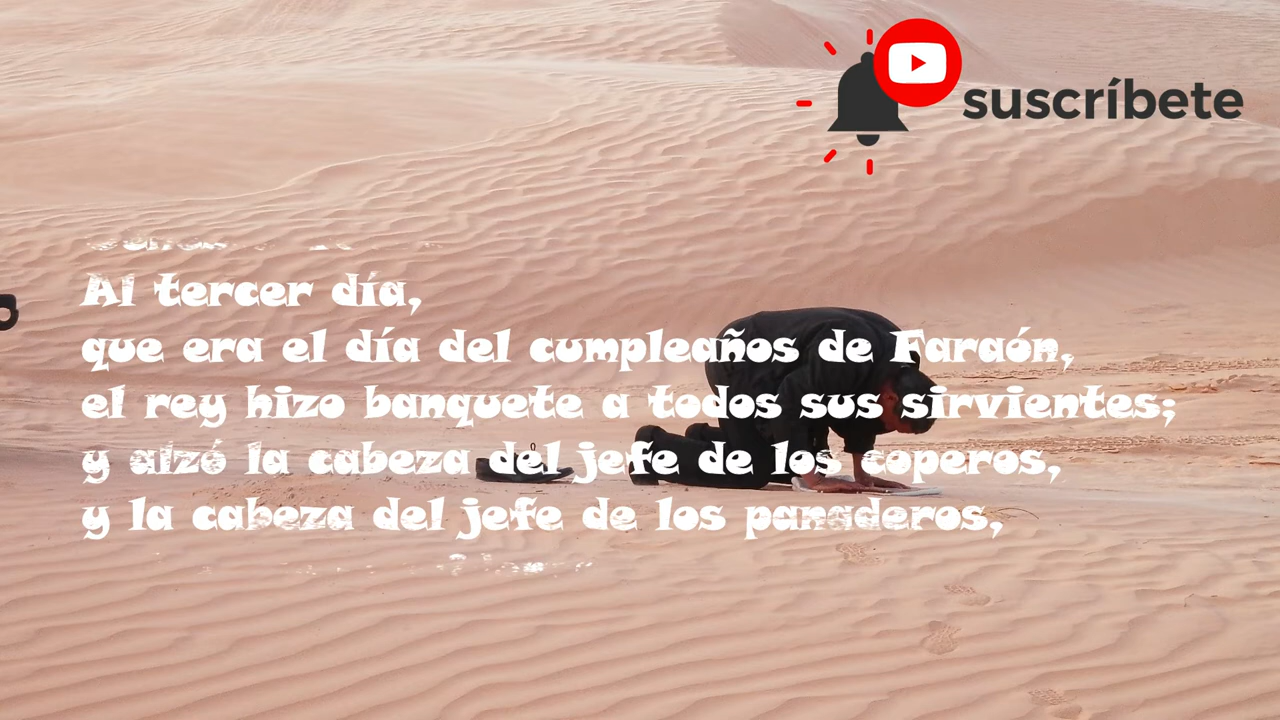 suscríbete
Al tercer día,
que era el día del cumpleaños de Faraón,
el rey hizo banquete a todos sus sirvientes;
y alzó la cabeza del jefe de los coperos,
y la cabeza del jefe de los panaderos,